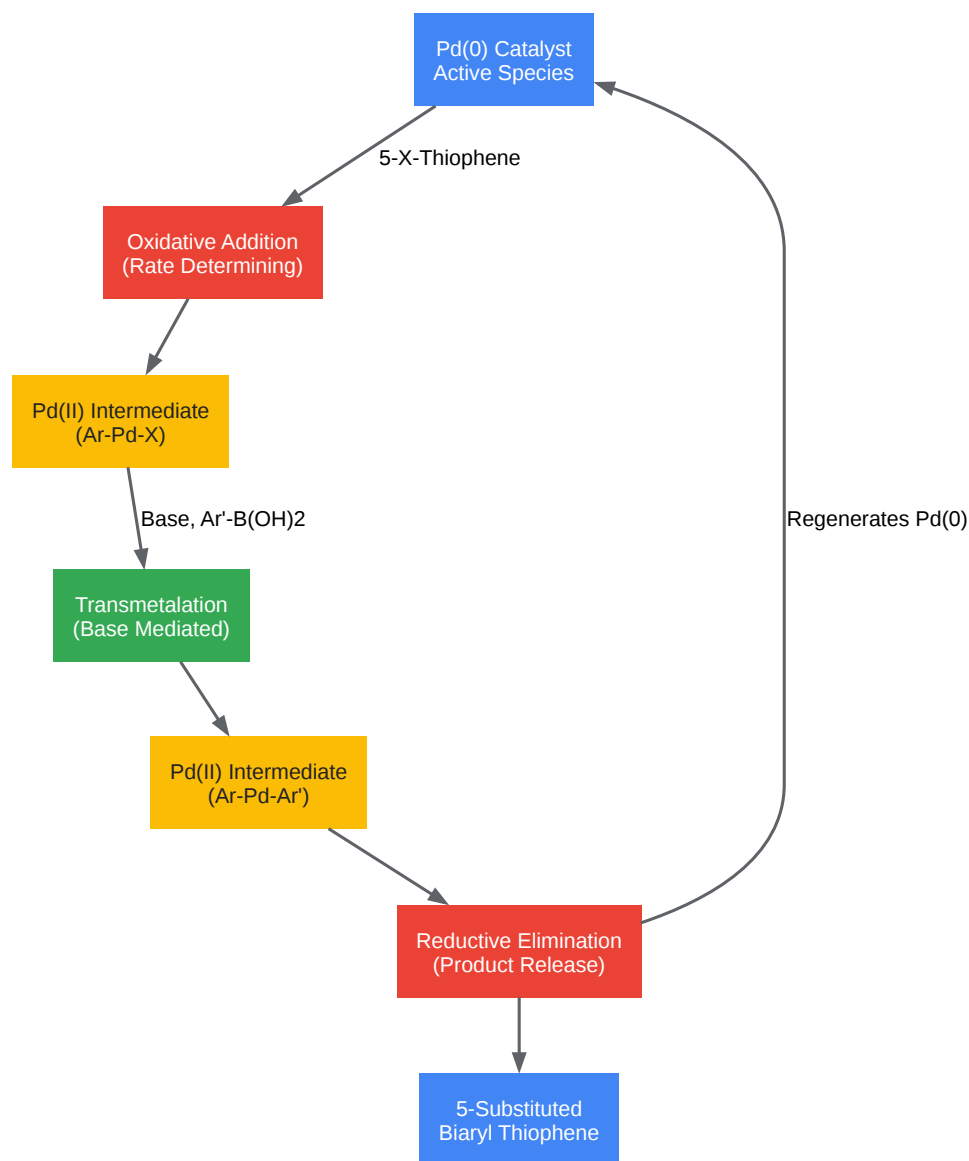 Pd(0) Catalyst
Active Species
5-X-Thiophene
Oxidative Addition
(Rate Determining)
Pd(II) Intermediate
(Ar-Pd-X)
Base, Ar'-B(OH)2
Regenerates Pd(0)
Transmetalation
(Base Mediated)
Pd(II) Intermediate
(Ar-Pd-Ar')
Reductive Elimination
(Product Release)
5-Substituted
Biaryl Thiophene